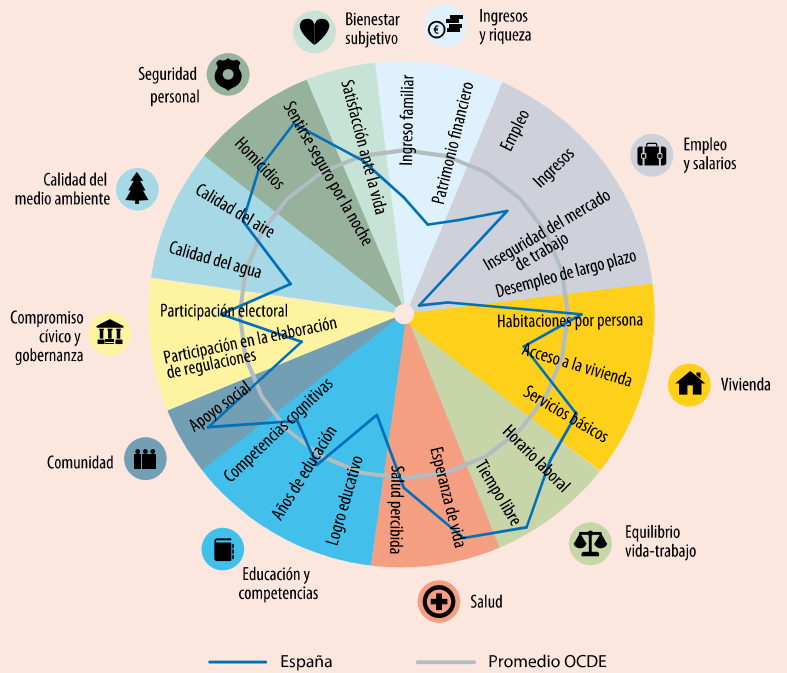 Bienestar
subjetivo
Ingresos
y riqueza
Seguridad
personal
Empleo
y salarios
Calidad del
medio ambiente
Compromiso
cívico y
gobernanza
Vivienda
Comunidad
Equilibrio
vida-trabajo
Educación y
competencias
Salud
Ingreso familiar
Patrimonio financiero
Empleo
Ingresos
Inseguridad del mercado
de trabajo
Desempleo de largo plazo
Habitaciones por persona
Acceso a la vivienda
Servicios básicos
Horario laboral
Tiempo libre
Esperanza de vida
Salud percibida
Logro educativo
Años de educación
Competencias cognitivas
Apoyo social
Participación en la elaboración
de regulaciones
Participación electoral
Calidad del agua
Calidad del aire
Homicidios
Sentirse seguro por la noche
Satisfacción ante la vida
€
España
Promedio OCDE